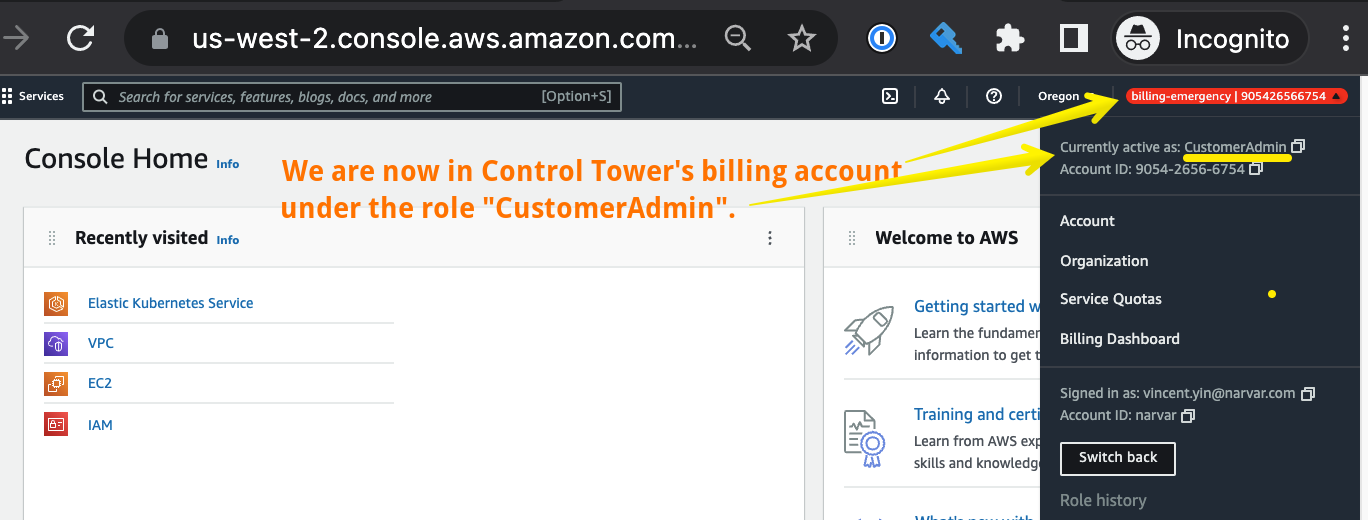 us-west-2.console.aws.amazon.com...
Incognito
Services
Search for services, features, blogs, docs, and more
[Option+S]
Oregon
billing-emergency | 905426566754
Console Home Info
We are now in Control Tower's billing account
under the role "CustomerAdmin".
Currently active as: CustomerAdmin
Account ID: 9054-2656-6754
Recently visited Info
Elastic Kubernetes Service
VPC
EC2
IAM
Welcome to AWS
Getting started
Learn the
information to get
Training and
Learn from AWS
skills and
Account
Organization
Service Quotas
Billing Dashboard
Signed in as: vincent.yin@narvar.com
Account ID: narvar
Switch back
Role history